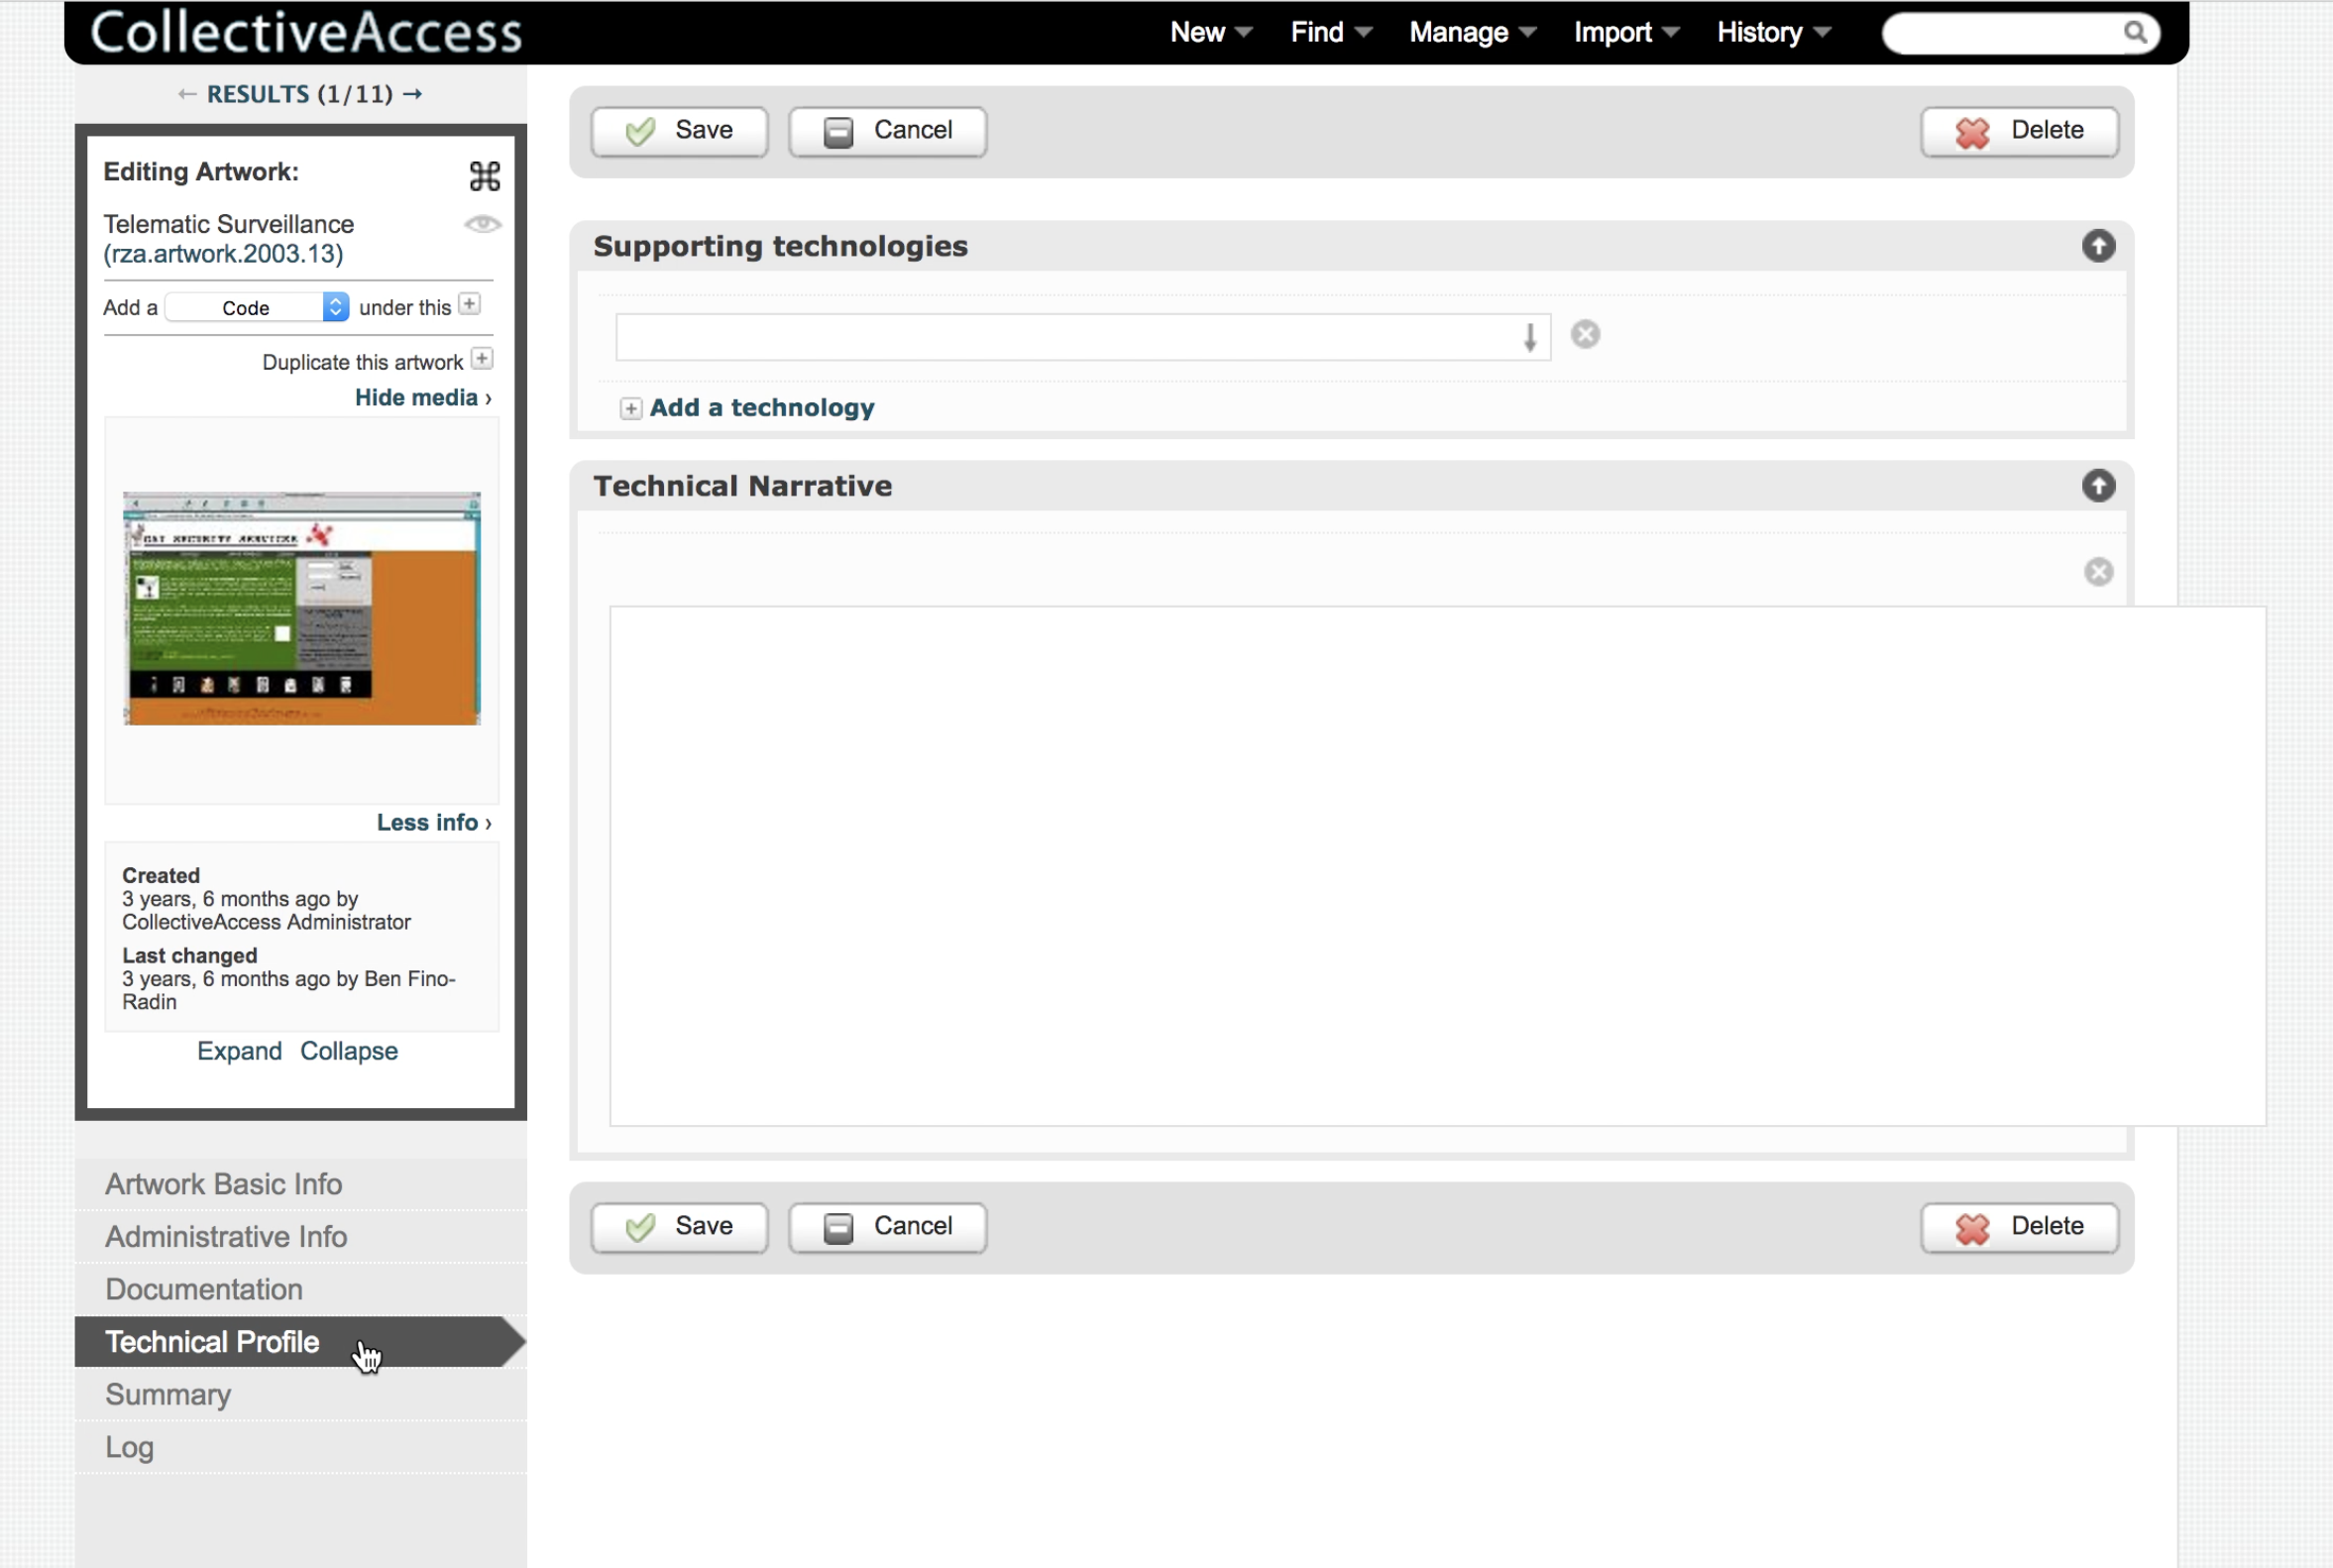 CollectiveAccess
New Find Manage Import History
← RESULTS (1/11) →
Editing Artwork:
Telematic Surveillance
(rza.artwork.2003.13)
Add a Code under this
Duplicate this artwork
Hide media ›
CAT SECURITY SERVICES
Less info ›
Created
3 years, 6 months ago by
CollectiveAccess Administrator
Last changed
3 years, 6 months ago by Ben Fino-
Radin
Expand Collapse
Artwork Basic Info
Administrative Info
Documentation
Technical Profile
Summary
Log
Save Cancel Delete
Supporting technologies
Add a technology
Technical Narrative
Save Cancel Delete